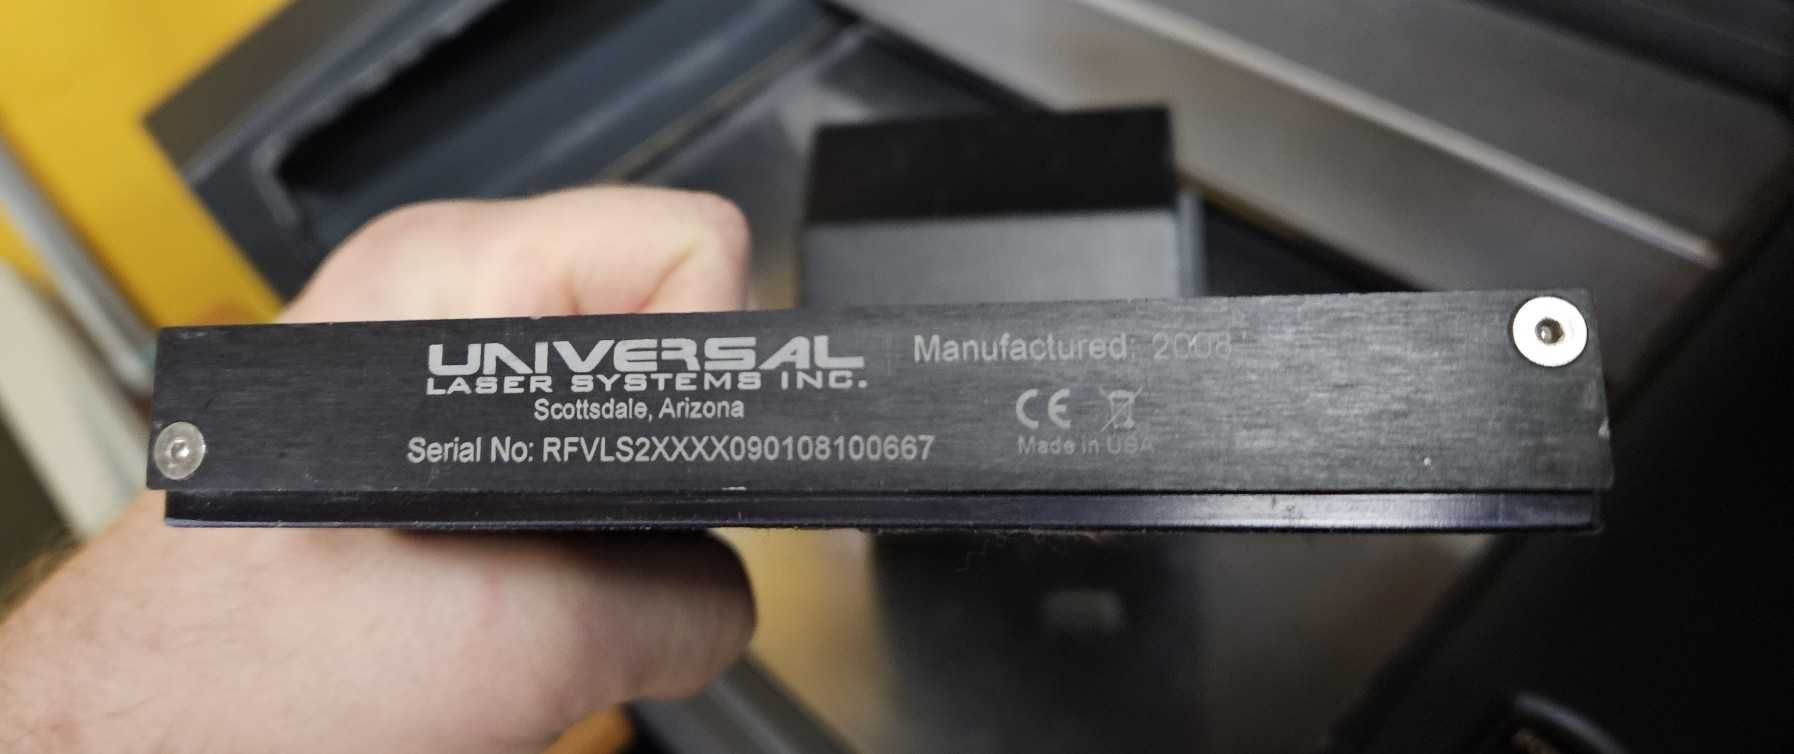 UNIVERSAL
LASER SYSTEMS INC.
Scottsdale, Arizona
Serial No: RFVLS2XXXX090108100667
Manufactured: 2008
CE
Made in USA